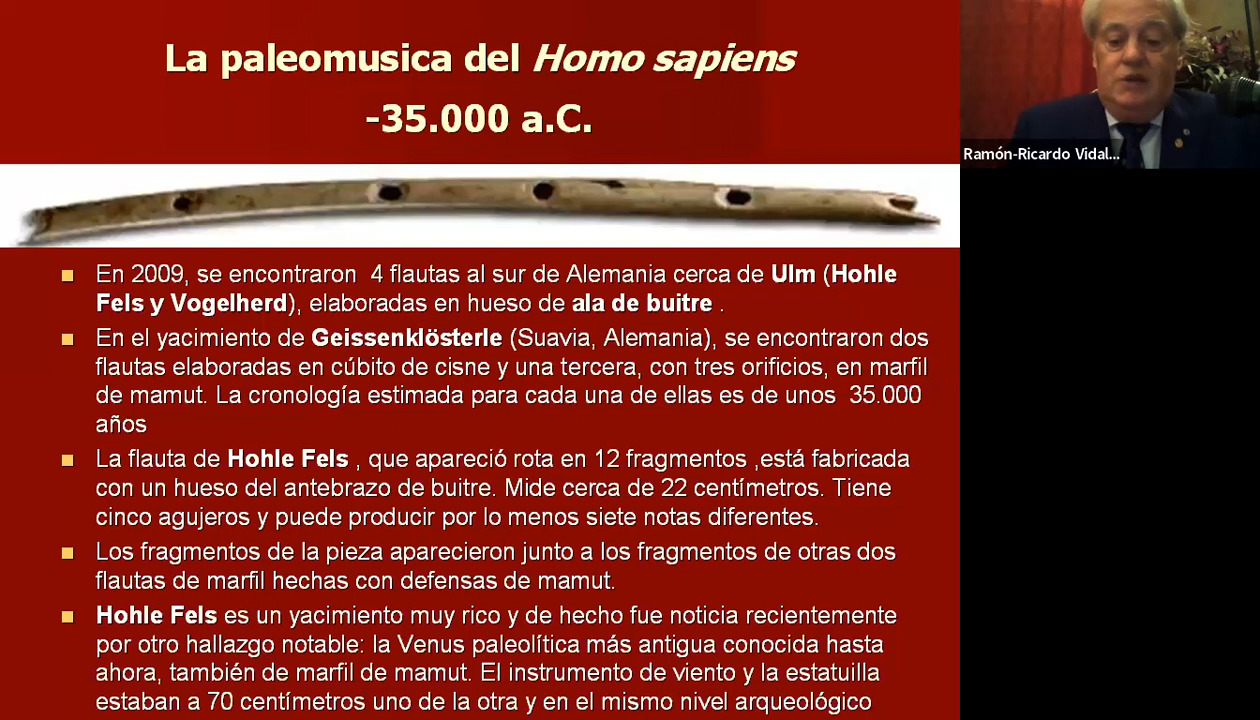 La paleomusica del Homo sapiens
-35.000 a.C.
Ramón-Ricardo Vidal...
En 2009, se encontraron 4 flautas al sur de Alemania cerca de Ulm (Hohle
Fels y Vogelherd), elaboradas en hueso de ala de buitre .
En el yacimiento de Geissenklösterle (Suavia, Alemania), se encontraron dos
flautas elaboradas en cúbito de cisne y una tercera, con tres orificios, en marfil
de mamut. La cronología estimada para cada una de ellas es de unos 35.000
años
La flauta de Hohle Fels , que apareció rota en 12 fragmentos ,está fabricada
con un hueso del antebrazo de buitre. Mide cerca de 22 centímetros. Tiene
cinco agujeros y puede producir por lo menos siete notas diferentes.
Los fragmentos de la pieza aparecieron junto a los fragmentos de otras dos
flautas de marfil hechas con defensas de mamut.
Hohle Fels es un yacimiento muy rico y de hecho fue noticia recientemente
por otro hallazgo notable: la Venus paleolítica más antigua conocida hasta
ahora, también de marfil de mamut. El instrumento de viento y la estatuilla
estaban a 70 centímetros uno de la otra y en el mismo nivel arqueológico